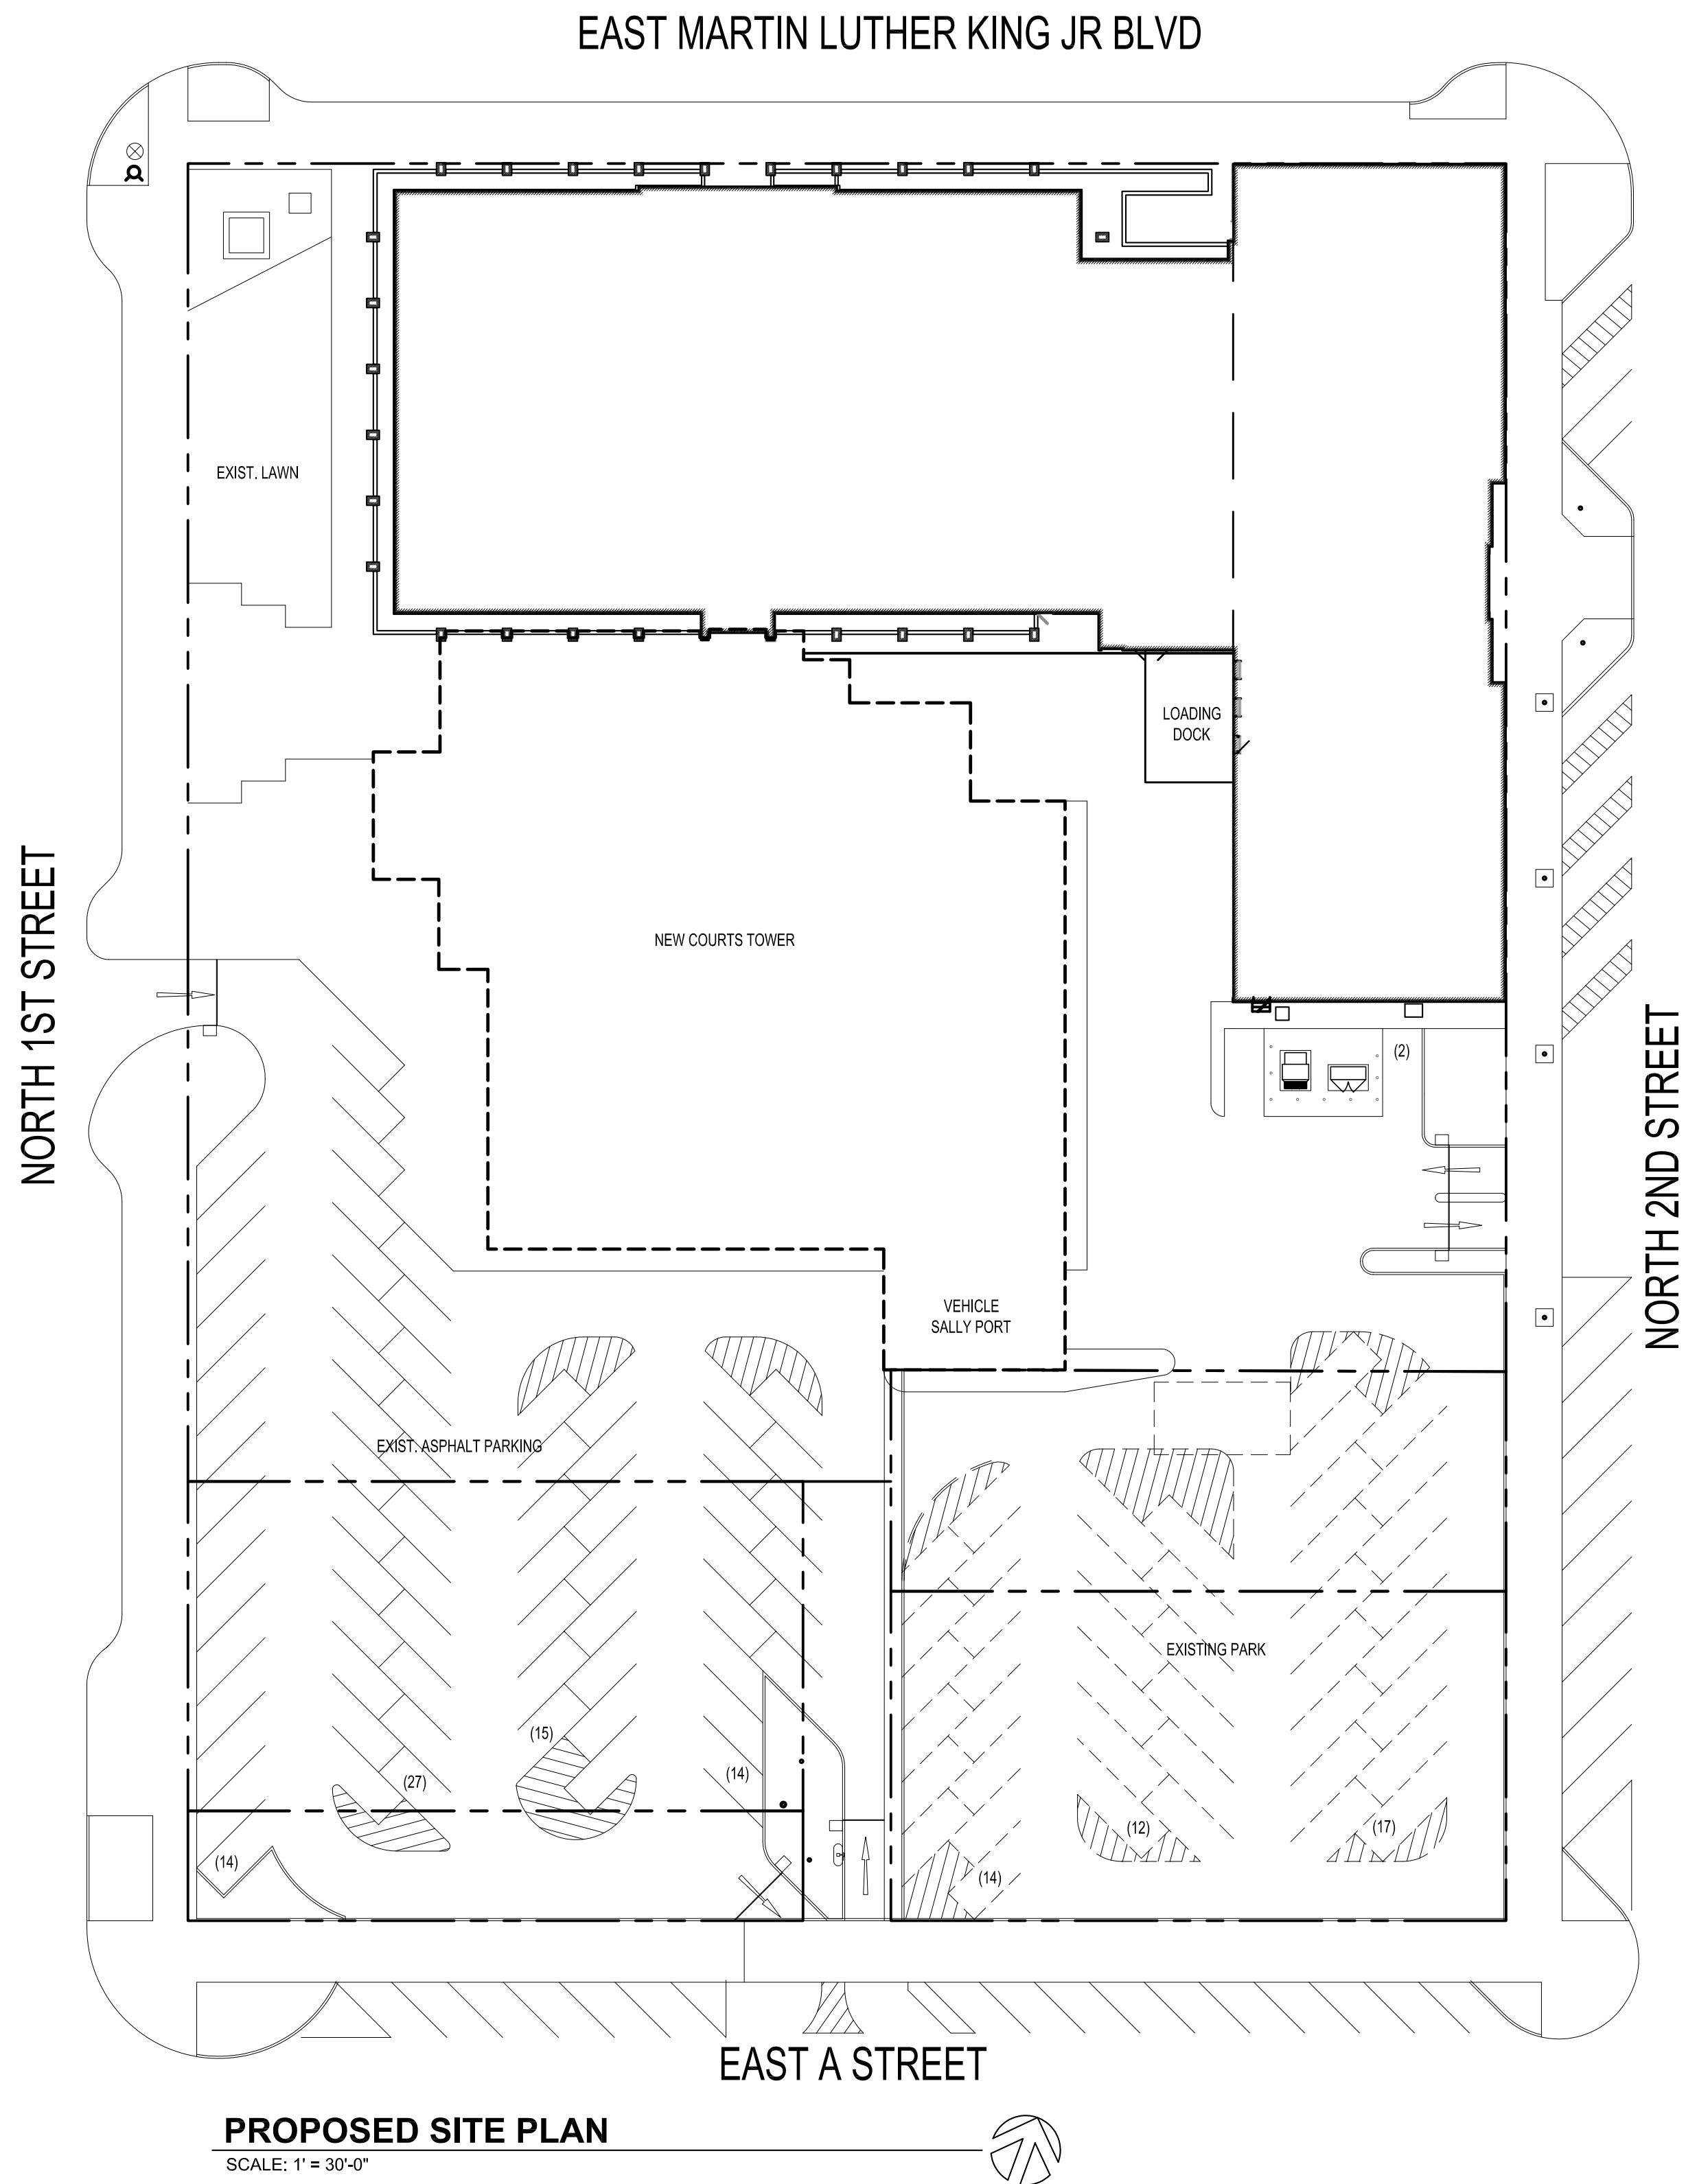 EAST MARTIN LUTHER KING JR BLVD
EXIST. LAWN
LOADING
DOCK
NORTH 1ST STREET
NEW COURTS TOWER
NORTH 2ND STREET
(2)
VEHICLE
SALLY PORT
EXIST. ASPHALT PARKING
EXISTING PARK
(15)
(27)
(14)
(12)
(17)
(14)
(14)
EAST A STREET
PROPOSED SITE PLAN
SCALE: 1' = 30'-0"